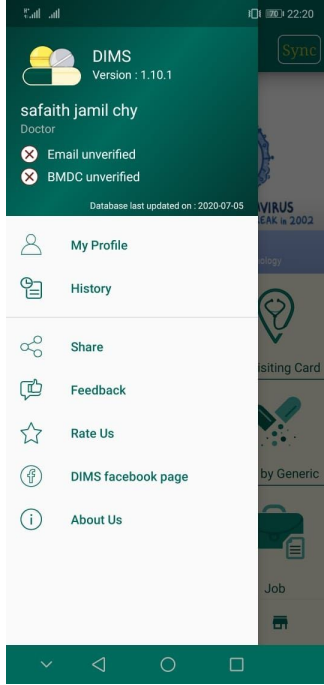 70 22:20
Sync
DIMS
Version : 1.10.1
safaith jamil chy
Doctor
Email unverified
BMDC unverified
Database last updated on : 2020-07-05
VIRUS
EAK in 2002
ology
My Profile
History
isiting Card
Share
Feedback
Rate Us
by Generic
DIMS facebook page
About Us
Job